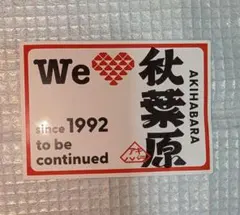 We
秋葉原
AKIHABARA
since 1992
to be
continued